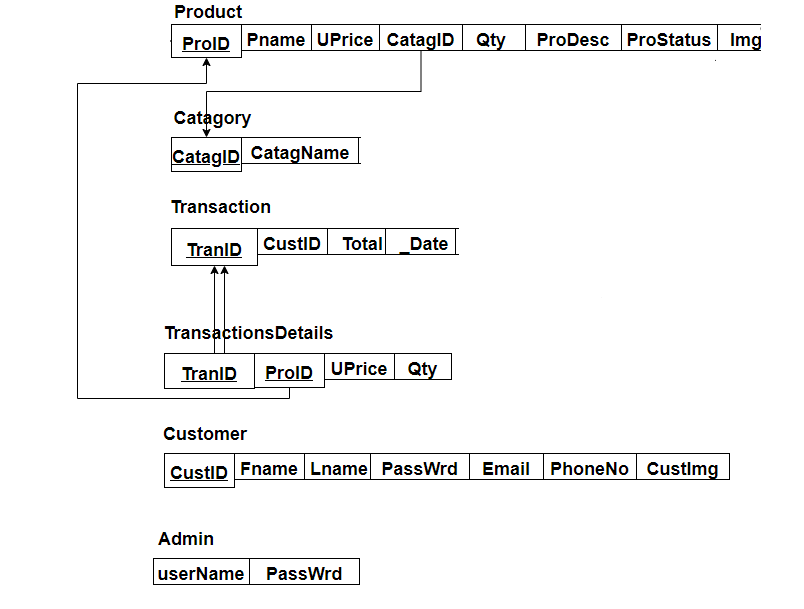 Product
ProID Pname UPrice CatagID Qty ProDesc ProStatus Img
Catagory
CatagID CatagName
Transaction
TranID CustID Total _Date
TransactionsDetails
TranID ProID UPrice Qty
Customer
CustID Fname Lname PassWrd Email PhoneNo CustImg
Admin
userName PassWrd